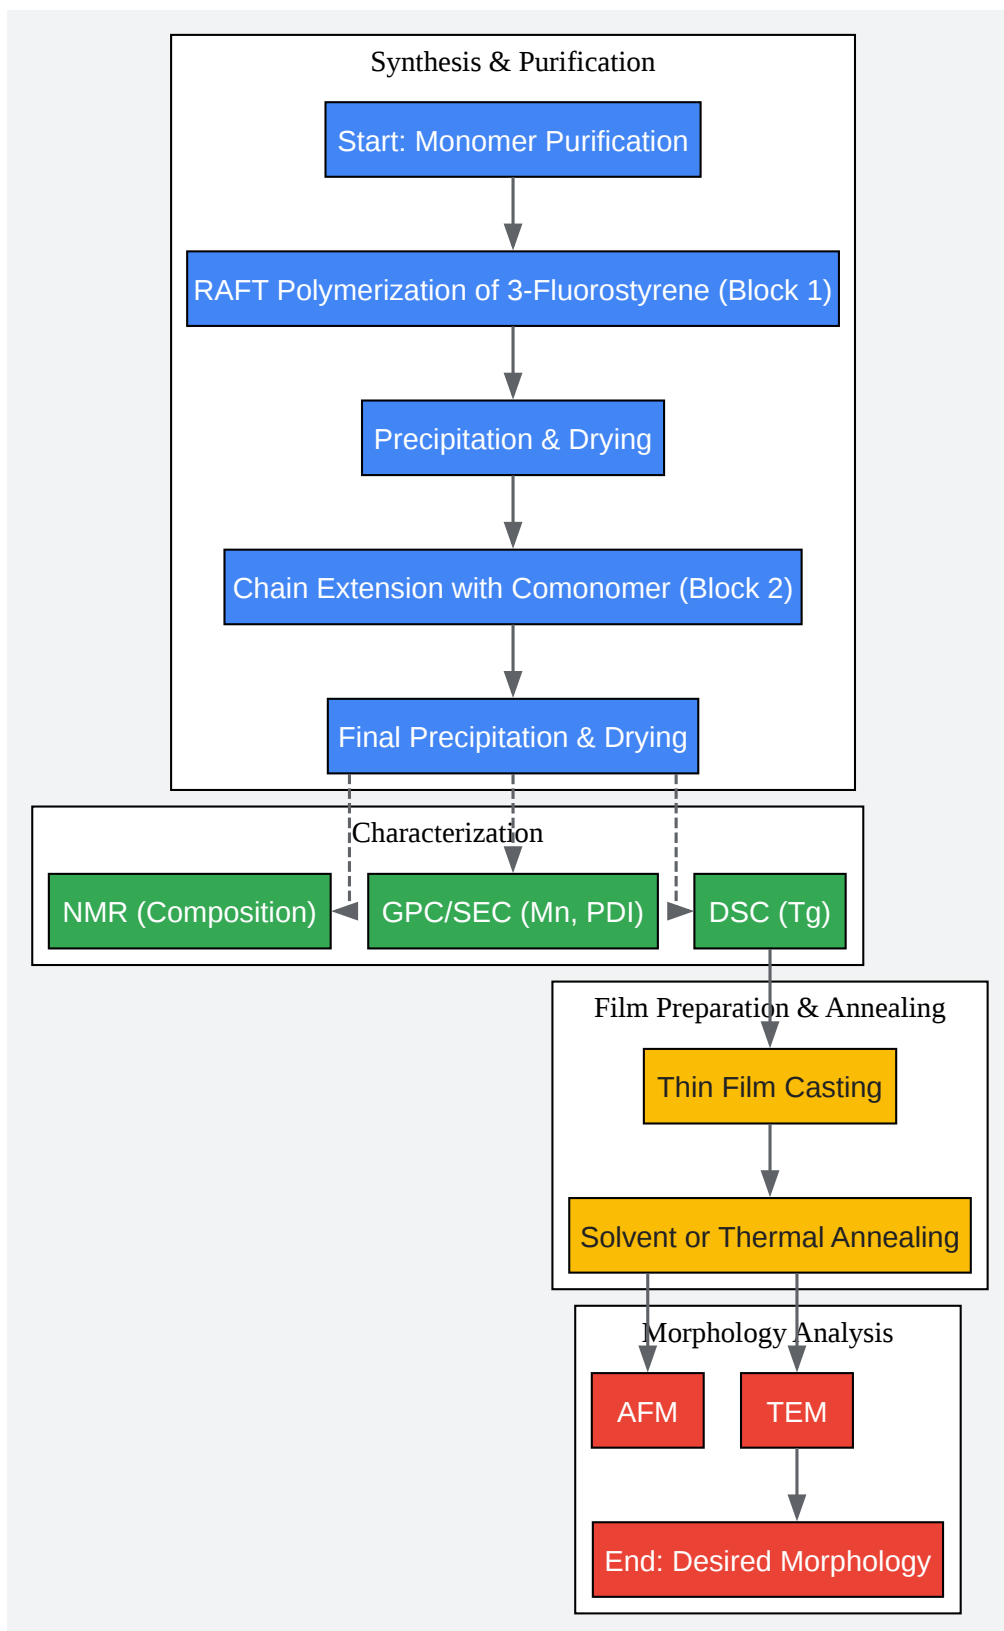 Synthesis & Purification
Start: Monomer Purification
RAFT Polymerization of 3-Fluorostyrene (Block 1)
Precipitation & Drying
Chain Extension with Comonomer (Block 2)
Final Precipitation & Drying
Characterization
NMR (Composition)
GPC/SEC (Mn, PDI)
DSC (Tg)
Film Preparation & Annealing
Thin Film Casting
Solvent or Thermal Annealing
Morphology Analysis
AFM
TEM
End: Desired Morphology